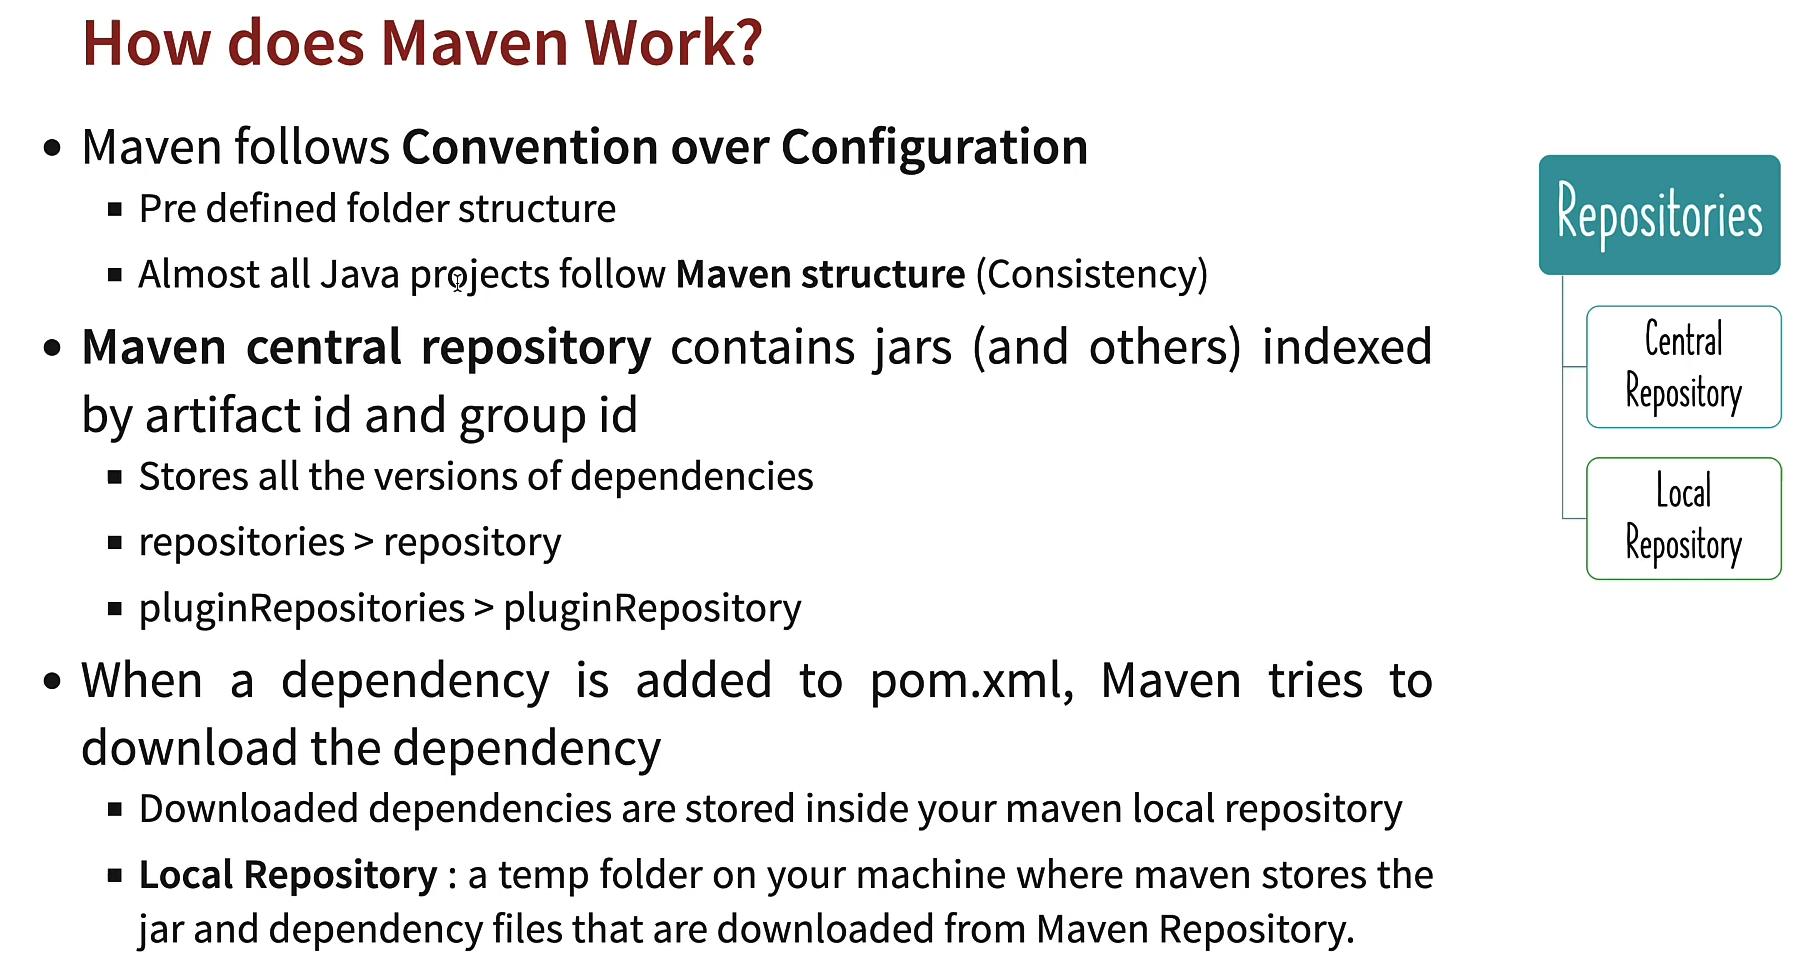 How does Maven Work?
• Maven follows Convention over Configuration
▪ Pre defined folder structure
▪ Almost all Java projects follow Maven structure (Consistency)
• Maven central repository contains jars (and others) indexed
by artifact id and group id
▪ Stores all the versions of dependencies
▪ repositories > repository
▪ pluginRepositories > pluginRepository
• When a dependency is added to pom.xml, Maven tries to
download the dependency
▪ Downloaded dependencies are stored inside your maven local repository
▪ Local Repository : a temp folder on your machine where maven stores the
jar and dependency files that are downloaded from Maven Repository.
Repositories
Central
Repository
Local
Repository